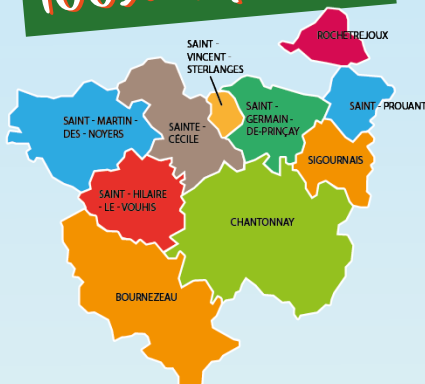 ROCHETREJOUX
SAINT -
VINCENT -
STERLANGES
SAINT - PROUANT
SAINT -
GERMAIN -
DE-PRINÇAY
SAINT - MARTIN -
DES - NOYERS
SAINTE -
CÉCILE
SIGOURNAIS
SAINT - HILAIRE
- LE - VOUHIS
CHANTONNAY
BOURNEZEAU